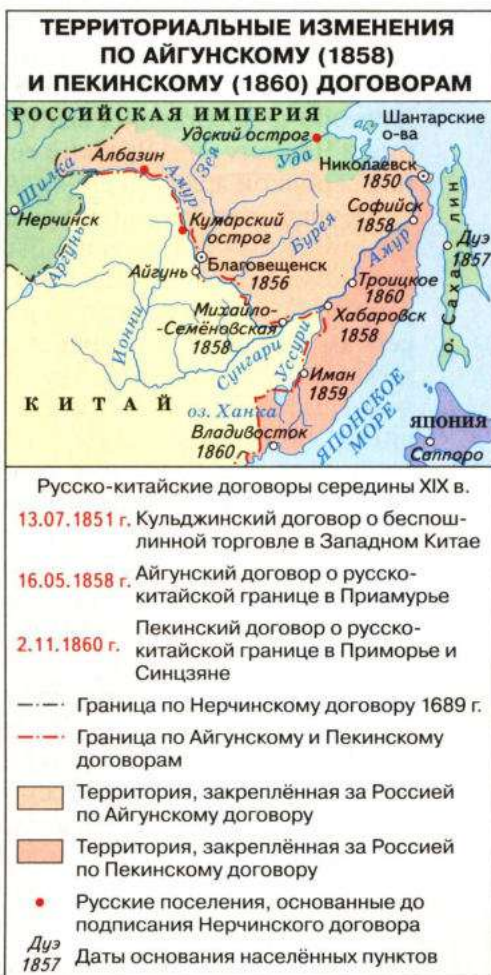 ТЕРРИТОРИАЛЬНЫЕ ИЗМЕНЕНИЯ
ПО АЙГУНСКОМУ (1858)
И ПЕКИНСКОМУ (1860) ДОГОВОРАМ
РОССИЙСКАЯ ИМПЕРИЯ
Шантарские
о-ва
Удский острог
Уда
Албазин
Зея
Амур
Шилка
Николаевск
1850
Софийск
1858
Нерчинск
Аргунь
Кумарский
острог
Бурея
Амур
о. Сахалин
Дуэ
1857
Айгунь
Благовещенск
1856
Троицкое
1860
Михайло-
-Семёновская
1858
Хабаровск
1858
Нонни
Сунгари
Уссури
Иман
1859
КИТАЙ
оз. Ханка
Владивосток
1860
ЯПОНСКОЕ
МОРЕ
ЯПОНИЯ
Саппоро
Русско-китайские договоры середины XIX в.
13.07.1851 г. Кульджинский договор о беспош-
линной торговле в Западном Китае
16.05.1858 г. Айгунский договор о русско-
китайской границе в Приамурье
2.11.1860 г. Пекинский договор о русско-
китайской границе в Приморье и
Синцзяне
Граница по Нерчинскому договору 1689 г.
Граница по Айгунскому и Пекинскому
договорам
Территория, закреплённая за Россией
по Айгунскому договору
Территория, закреплённая за Россией
по Пекинскому договору
Русские поселения, основанные до
подписания Нерчинского договора
Дуэ
1857 Даты основания населённых пунктов